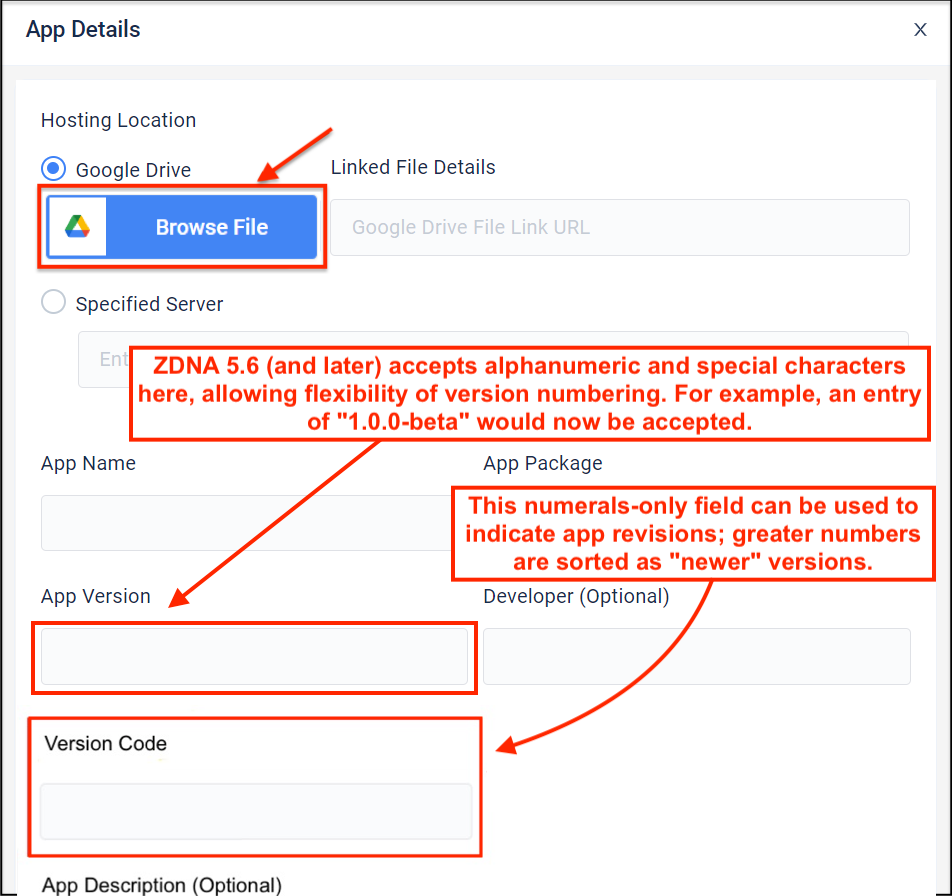 App Details
X
Hosting Location
Google Drive
Linked File Details
Browse File
Google Drive File Link URL
Specified Server
ZDNA 5.6 (and later) accepts alphanumeric and special characters
here, allowing flexibility of version numbering. For example, an entry
of "1.0.0-beta" would now be accepted.
App Name
App Package
This numerals-only field can be used to
indicate app revisions; greater numbers
are sorted as "newer" versions.
App Version
Developer (Optional)
Version Code
App Description (Optional)